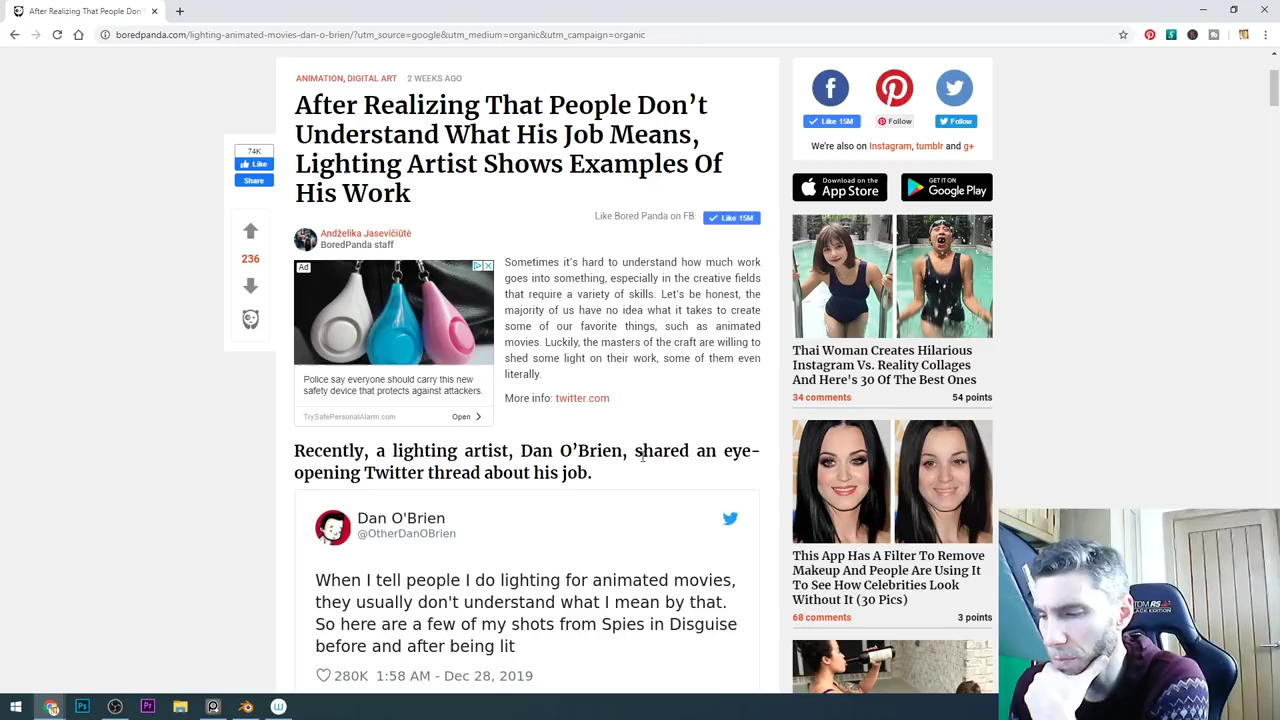 After Realizing That People Don'
boredpanda.com/lighting-animated-movies-dan-o-brien/?utm_source=google&utm_medium=organic&utm_campaign=organic
ANIMATION, DIGITAL ART 2 WEEKS AGO
After Realizing That People Don’t
Understand What His Job Means,
Lighting Artist Shows Examples Of
His Work
74K
Like
Share
236
Like Bored Panda on FB:
Like 15M
Andželika Jasevičiūtė
BoredPanda staff
Ad
Police say everyone should carry this new
safety device that protects against attackers.
TrySafePersonalAlarm.com
Open
Sometimes it's hard to understand how much work
goes into something, especially in the creative fields
that require a variety of skills. Let's be honest, the
majority of us have no idea what it takes to create
some of our favorite things, such as animated
movies. Luckily, the masters of the craft are willing to
shed some light on their work, some of them even
literally.
More info: twitter.com
Recently, a lighting artist, Dan O’Brien, shared an eye-
opening Twitter thread about his job.
Dan O'Brien
@OtherDanOBrien
When I tell people I do lighting for animated movies,
they usually don't understand what I mean by that.
So here are a few of my shots from Spies in Disguise
before and after being lit
280K 1:58 AM - Dec 28, 2019
Like 15M
Follow
Follow
We're also on Instagram, tumblr and g+
Download on the
App Store
GET IT ON
Google Play
Thai Woman Creates Hilarious
Instagram Vs. Reality Collages
And Here's 30 Of The Best Ones
34 comments
54 points
This App Has A Filter To Remove
Makeup And People Are Using It
To See How Celebrities Look
Without It (30 Pics)
68 comments
3 points
Ps
Pr